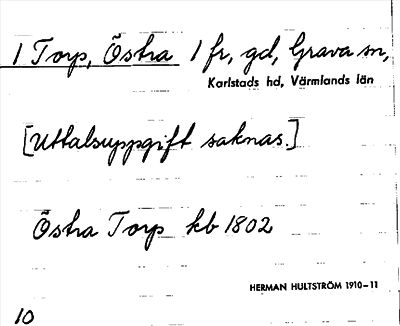 1 Torp, Östra 1 fr, gd, Grava sn,
Karlstads hd, Värmlands län
[Uttalsuppgift saknas.]
Östra Torp kb 1802
HERMAN HULTSTRÖM 1910-11
10